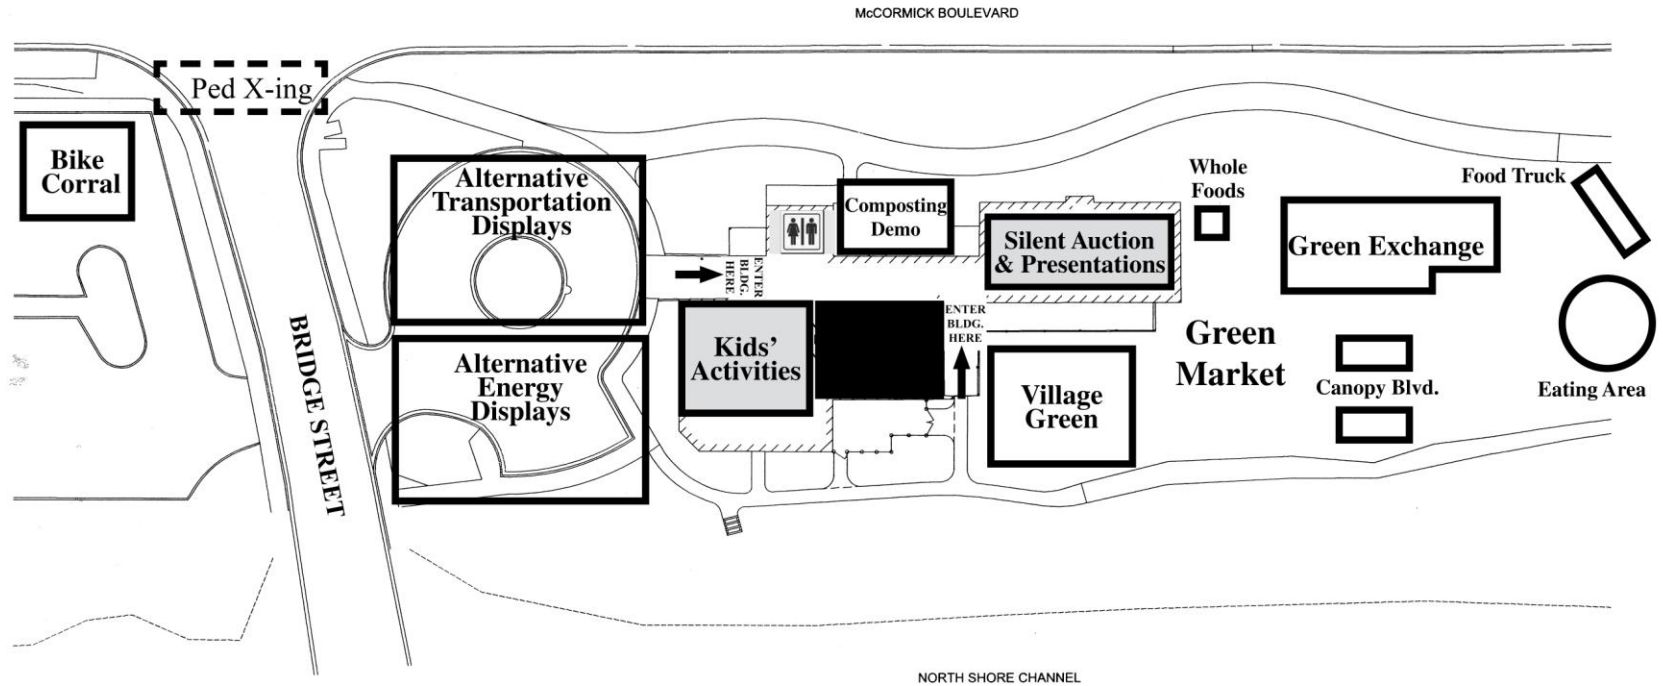 McCORMICK BOULEVARD
Ped X-ing
Bike
Corral
Alternative
Transportation
Displays
Composting
Demo
Silent Auction
& Presentations
Whole
Foods
Food Truck
Green Exchange
ENTER
BLDG.
HERE
ENTER
BLDG.
HERE
Kids'
Activities
Alternative
Energy
Displays
BRIDGE STREET
Village
Green
Green
Market
Canopy Blvd.
Eating Area
NORTH SHORE CHANNEL